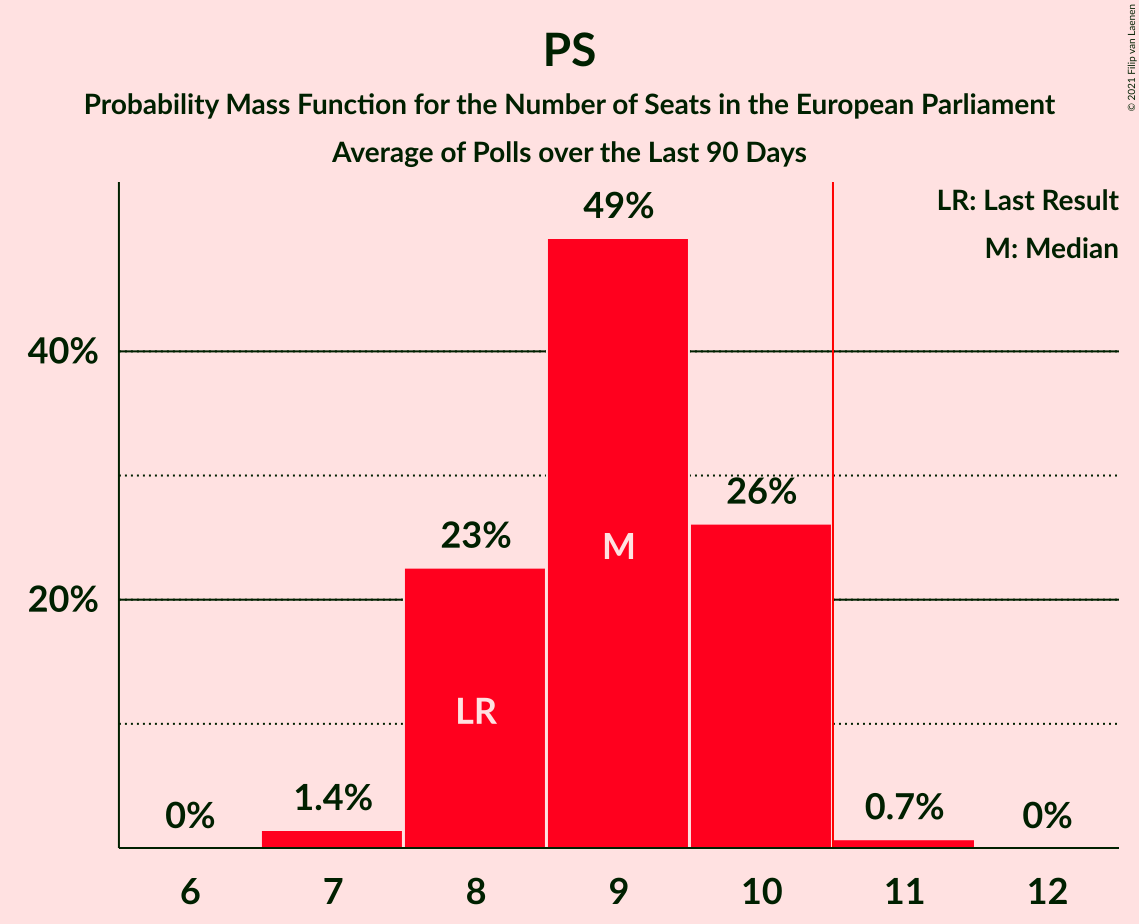 PS
Probability Mass Function for the Number of Seats in the European Parliament
Average of Polls over the Last 90 Days
© 2021 Filip van Laenen
LR: Last Result
M: Median
49%
40%
26%
23%
M
20%
LR
1.4%
0.7%
0%
0%
6 7 8 9 10 11 12